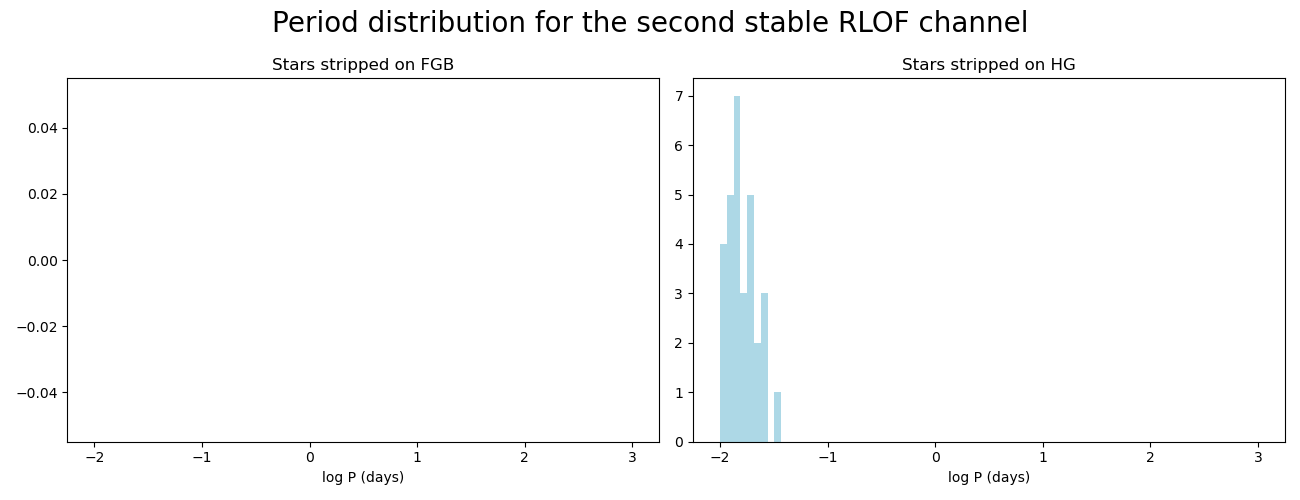 Period distribution for the second stable RLOF channel
Stars stripped on FGB
0.04
0.02
0.00
−0.02
−0.04
−2 −1 0 1 2 3
log P (days)
Stars stripped on HG
7
6
5
4
3
2
1
0
−2 −1 0 1 2 3
log P (days)